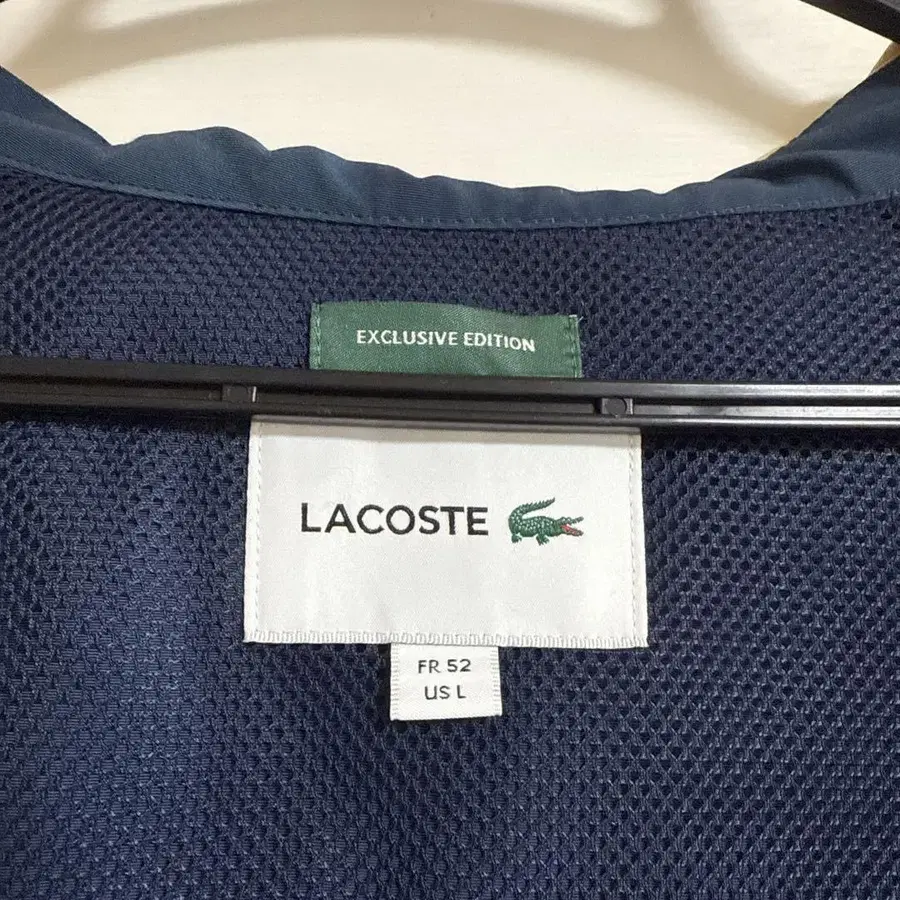 EXCLUSIVE EDITION
LACOSTE
FR 52
US L